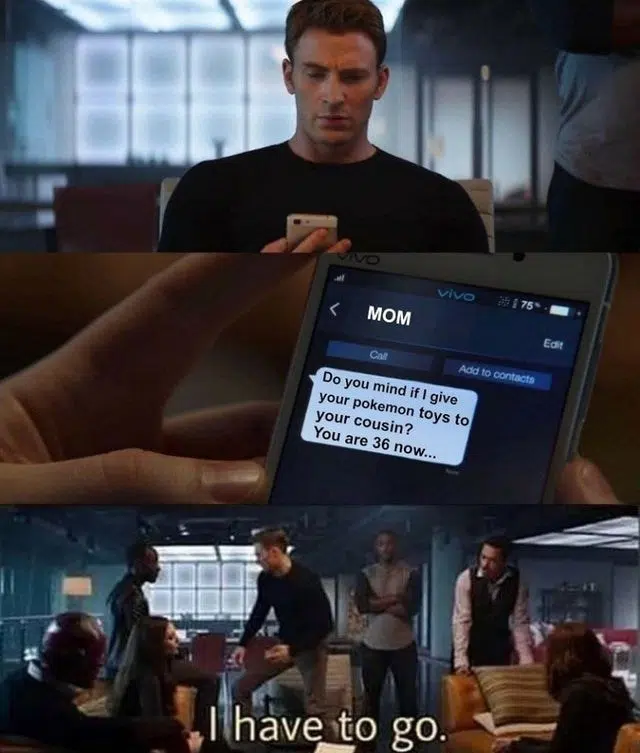 vivo
vivo
75%
MOM
Edit
Call
Add to contacts
Do you mind if I give
your pokemon toys to
your cousin?
You are 36 now...
Now
I have to go.